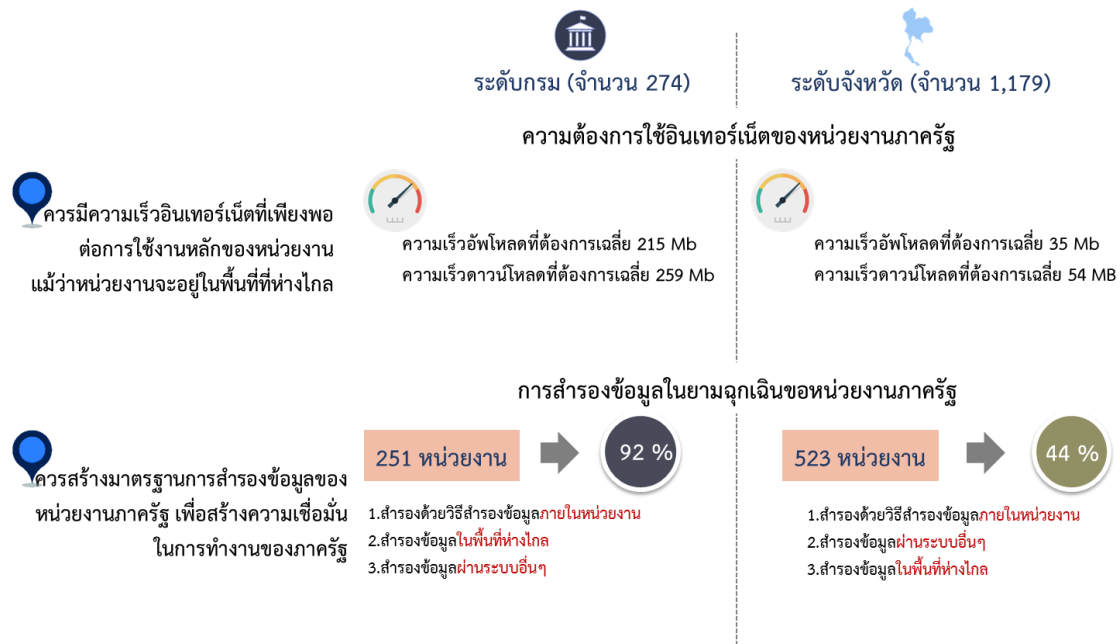 ระดับกรม (จำนวน 274)
ระดับจังหวัด (จำนวน 1,179)
ความต้องการใช้อินเทอร์เน็ตของหน่วยงานภาครัฐ
ควรมีความเร็วอินเทอร์เน็ตที่เพียงพอ
ต่อการใช้งานหลักของหน่วยงาน
แม้ว่าหน่วยงานจะอยู่ในพื้นที่ที่ห่างไกล
ความเร็วอัพโหลดที่ต้องการเฉลี่ย 215 Mb
ความเร็วดาวน์โหลดที่ต้องการเฉลี่ย 259 Mb
ความเร็วอัพโหลดที่ต้องการเฉลี่ย 35 Mb
ความเร็วดาวน์โหลดที่ต้องการเฉลี่ย 54 MB
การสำรองข้อมูลในยามฉุกเฉินขอหน่วยงานภาครัฐ
ควรสร้างมาตรฐานการสำรองข้อมูลของ
หน่วยงานภาครัฐ เพื่อสร้างความเชื่อมั่น
ในการทำงานของภาครัฐ
251 หน่วยงาน
92 %
1.สำรองด้วยวิธีสำรองข้อมูลภายในหน่วยงาน
2.สำรองข้อมูลในพื้นที่ห่างไกล
3.สำรองข้อมูลผ่านระบบอื่นๆ
523 หน่วยงาน
44 %
1.สำรองด้วยวิธีสำรองข้อมูลภายในหน่วยงาน
2.สำรองข้อมูลผ่านระบบอื่นๆ
3.สำรองข้อมูลในพื้นที่ห่างไกล